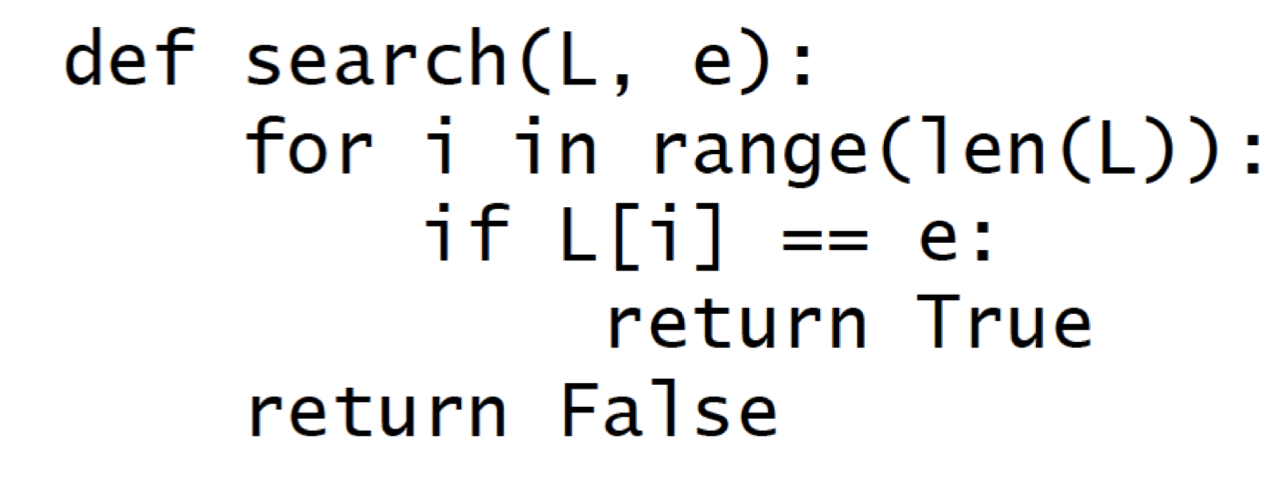 def search(L, e):
    for i in range(len(L)):
        if L[i] == e:
            return True
    return False